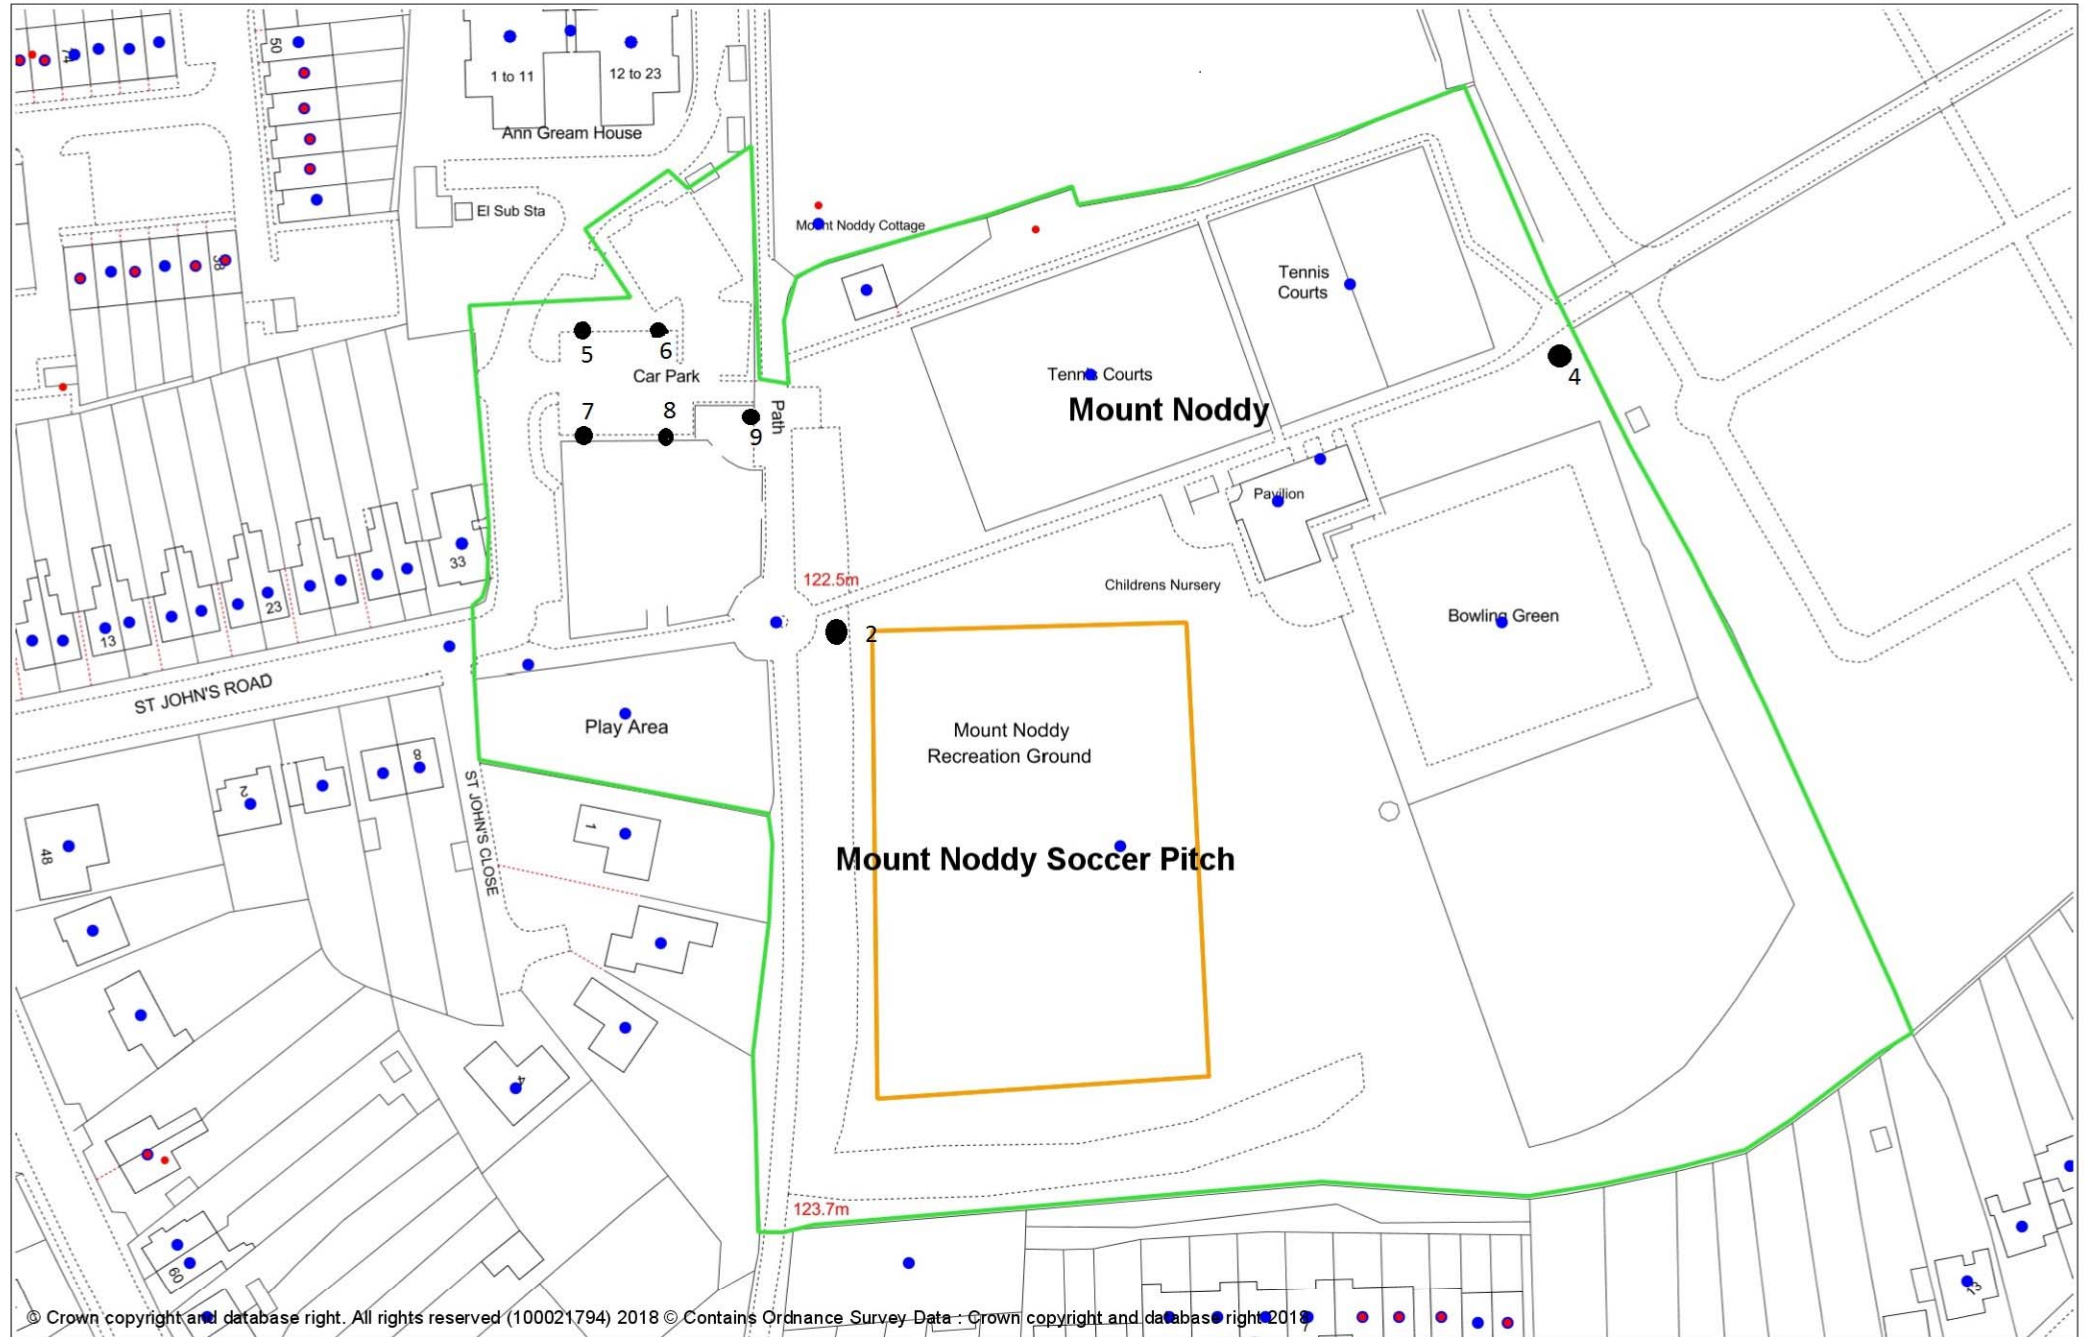 74
50
1 to 11
12 to 23
Ann Gream House
El Sub Sta
Mount Noddy Cottage
38
Tennis
Courts
5
6
Car Park
Tennis Courts
4
Mount Noddy
7
8
Path
9
Pavilion
33
122.5m
Childrens Nursery
23
13
Bowling Green
2
ST JOHN'S ROAD
Play Area
Mount Noddy
Recreation Ground
8
2
ST JOHN'S CLOSE
1
48
Mount Noddy Soccer Pitch
4
123.7m
60
13
© Crown copyright and database right. All rights reserved (100021794) 2018 © Contains Ordnance Survey Data : Crown copyright and database right 2018